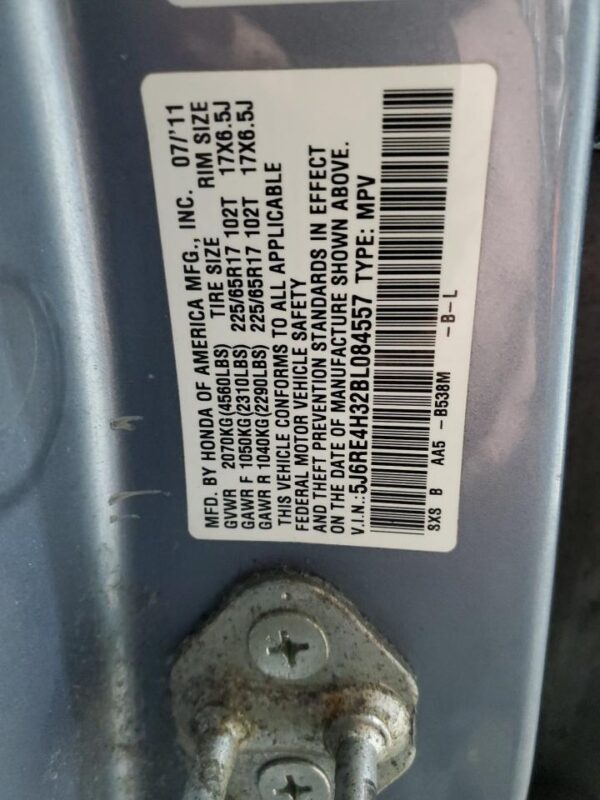 MFD. BY HONDA OF AMERICA MFG., INC. 07/'11
GVWR 2070KG(4560LBS) TIRE SIZE RIM SIZE
GAWR F 1050KG(2310LBS) 225/65R17 102T 17X6.5J
GAWR R 1040KG(2290LBS) 225/65R17 102T 17X6.5J
THIS VEHICLE CONFORMS TO ALL APPLICABLE
FEDERAL MOTOR VEHICLE SAFETY
AND THEFT PREVENTION STANDARDS IN EFFECT
ON THE DATE OF MANUFACTURE SHOWN ABOVE.
V.I.N.:5J6RE4H32BL084557 TYPE: MPV
SXS B AA5 -B538M -B-L